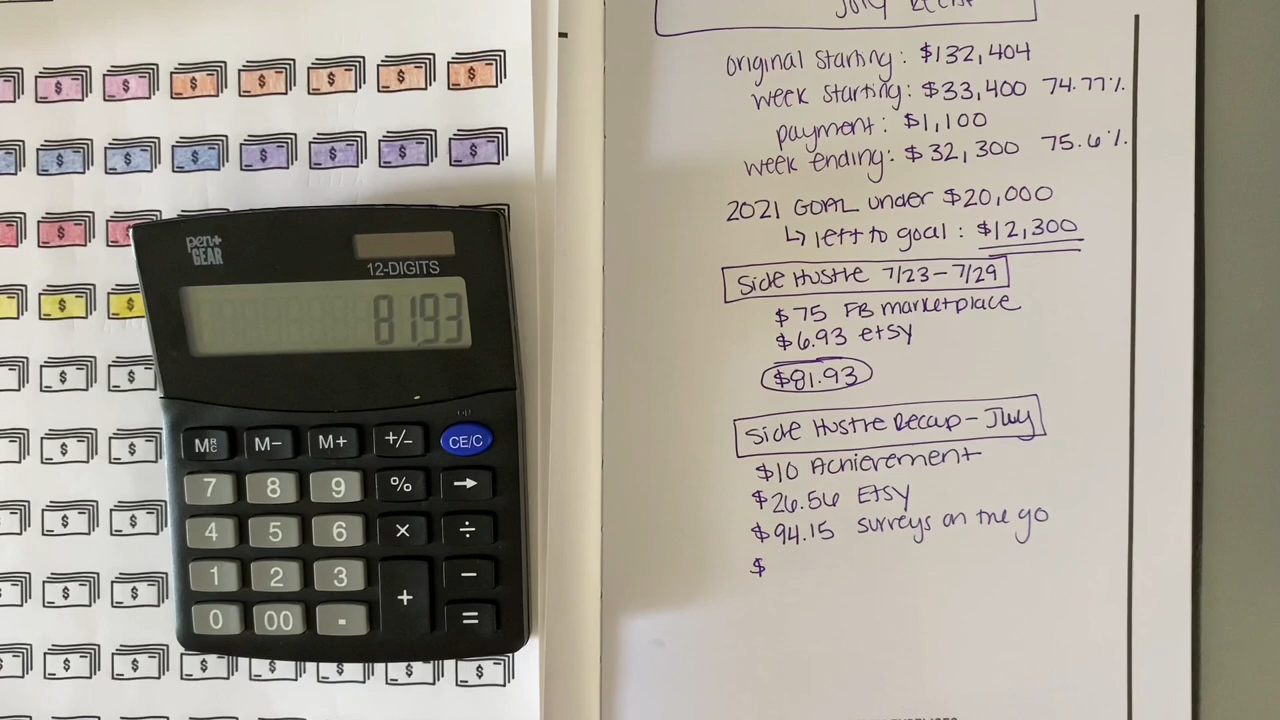 July
original starting: $132,404
week starting: $33,400 74.77%
payment: $1,100
week ending: $32,300 75.6%
2021 GOAL under $20,000
↳ left to goal: $12,300
Side Hustle 7/23-7/29
$75 FB marketplace
$6.93 etsy
$81.93
Side Hustle Recap - July
$10 Achievement
$26.56 Etsy
$94.15 surveys on the go
$
pen+
GEAR
12-DIGITS
81.93
MRC M- M+ +/- CE/C
7 8 9 % →
4 5 6 × ÷
1 2 3 + -
0 00 . =